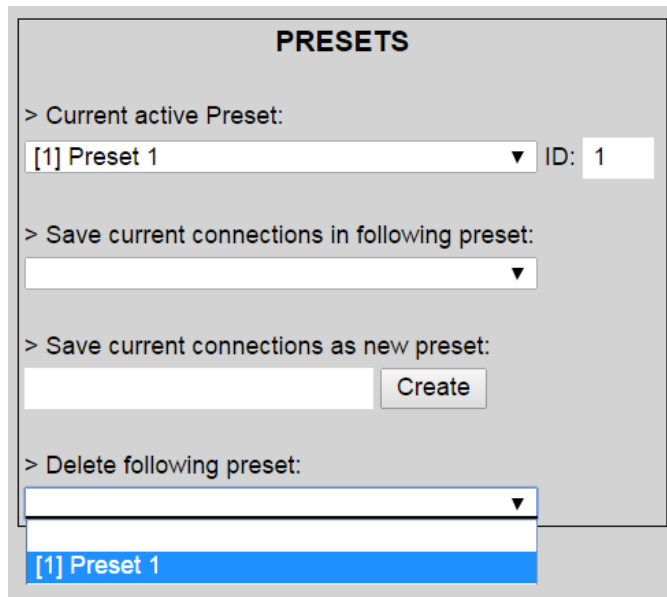 PRESETS
> Current active Preset:
[1] Preset 1 ▼ ID: 1
> Save current connections in following preset:
▼
> Save current connections as new preset:
Create
> Delete following preset:
▼
[1] Preset 1